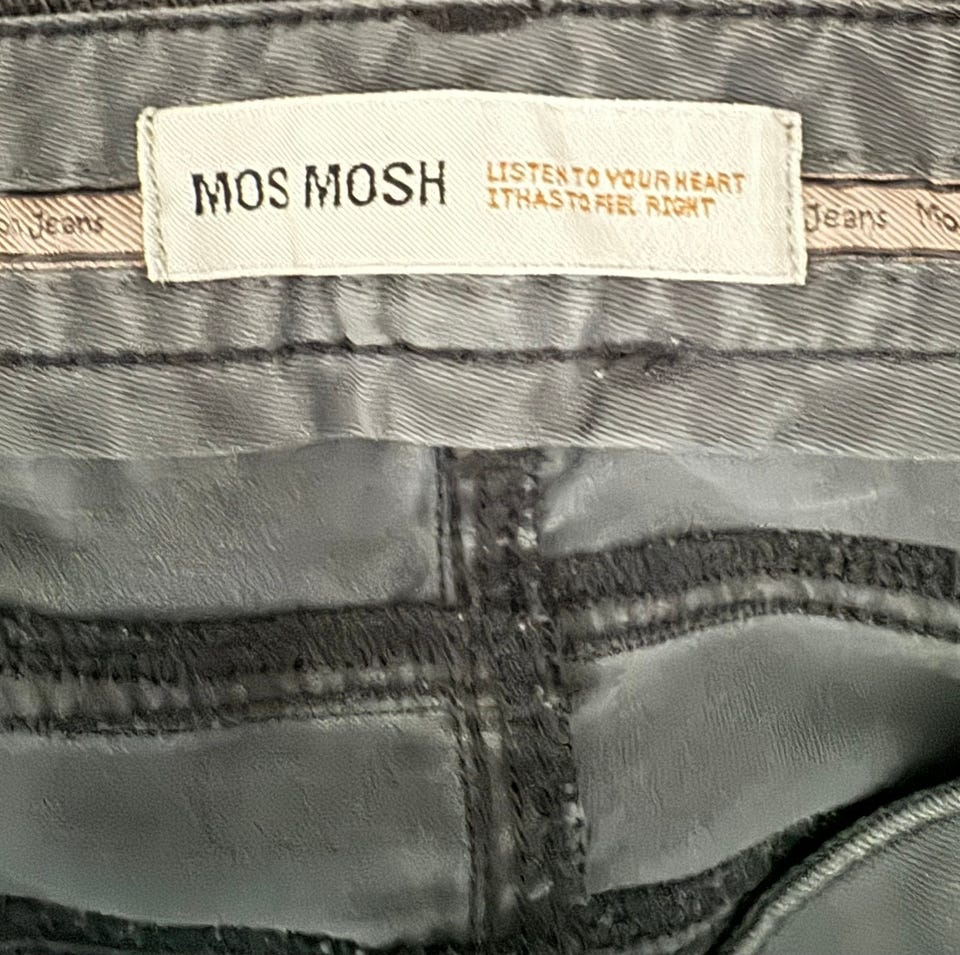 MOS MOSH
LISTEN TO YOUR HEART
IT HAS TO FEEL RIGHT
Jeans
Jeans